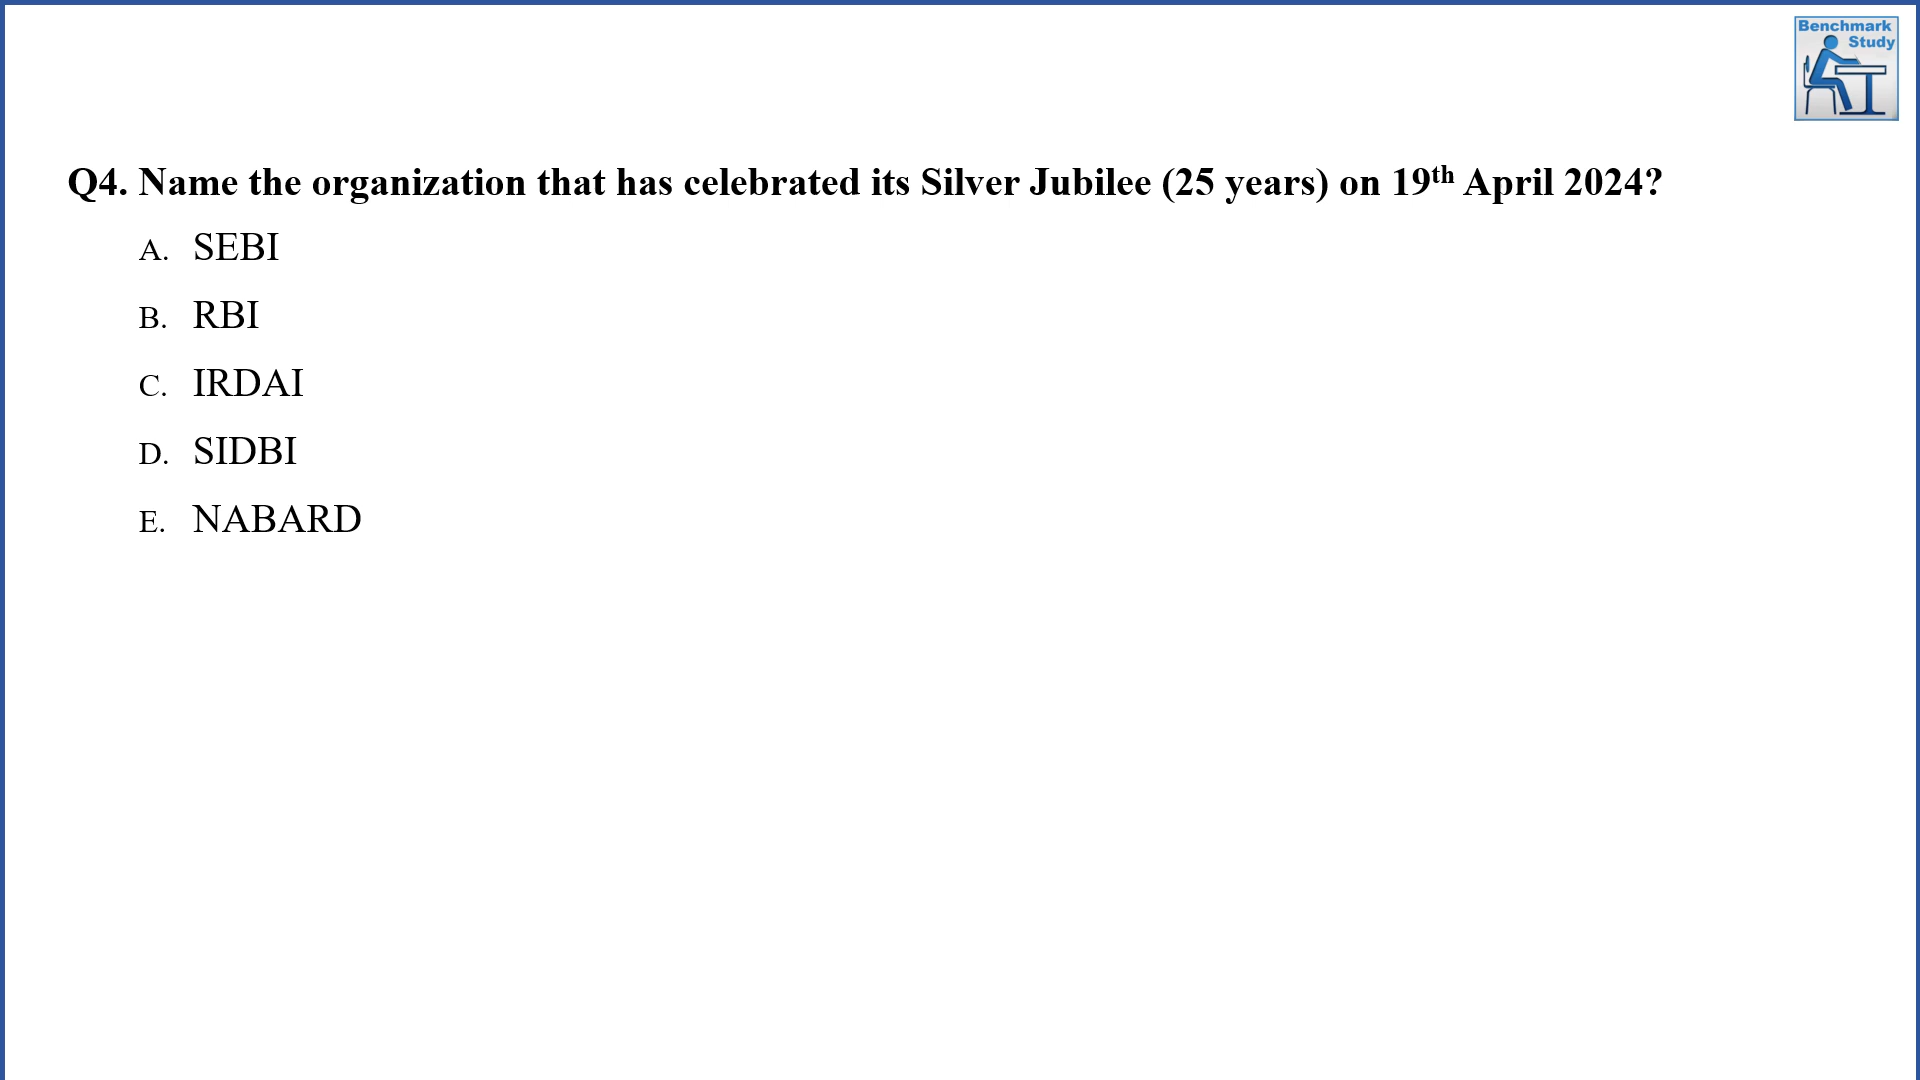 Benchmark
Study
Q4. Name the organization that has celebrated its Silver Jubilee (25 years) on 19th April 2024?
A. SEBI
B. RBI
C. IRDAI
D. SIDBI
E. NABARD